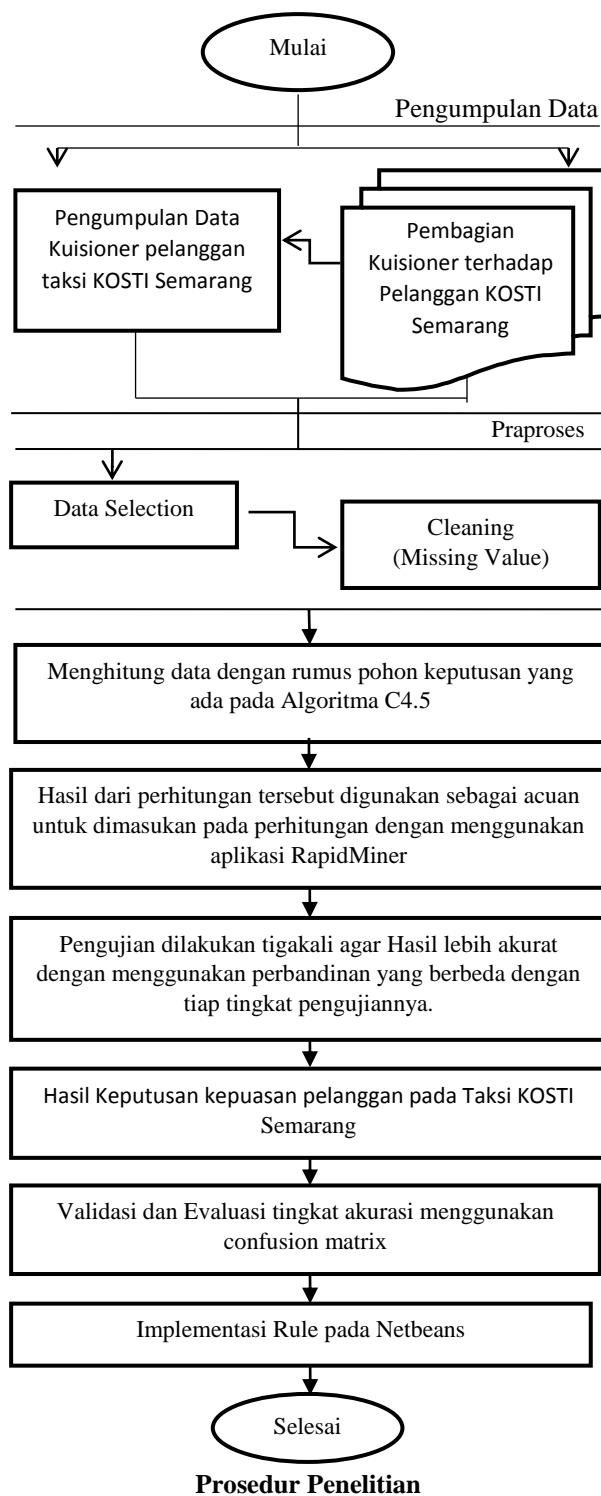 Mulai
Pengumpulan Data
Pengumpulan Data
Kuisioner pelanggan
taksi KOSTI Semarang
Pembagian
Kuisioner terhadap
Pelanggan KOSTI
Semarang
Praproses
Data Selection
Cleaning
(Missing Value)
Menghitung data dengan rumus pohon keputusan yang
ada pada Algoritma C4.5
Hasil dari perhitungan tersebut digunakan sebagai acuan
untuk dimasukan pada perhitungan dengan menggunakan
aplikasi RapidMiner
Pengujian dilakukan tigakali agar Hasil lebih akurat
dengan menggunakan perbandinan yang berbeda dengan
tiap tingkat pengujiannya.
Hasil Keputusan kepuasan pelanggan pada Taksi KOSTI
Semarang
Validasi dan Evaluasi tingkat akurasi menggunakan
confusion matrix
Implementasi Rule pada Netbeans
Selesai
Prosedur Penelitian